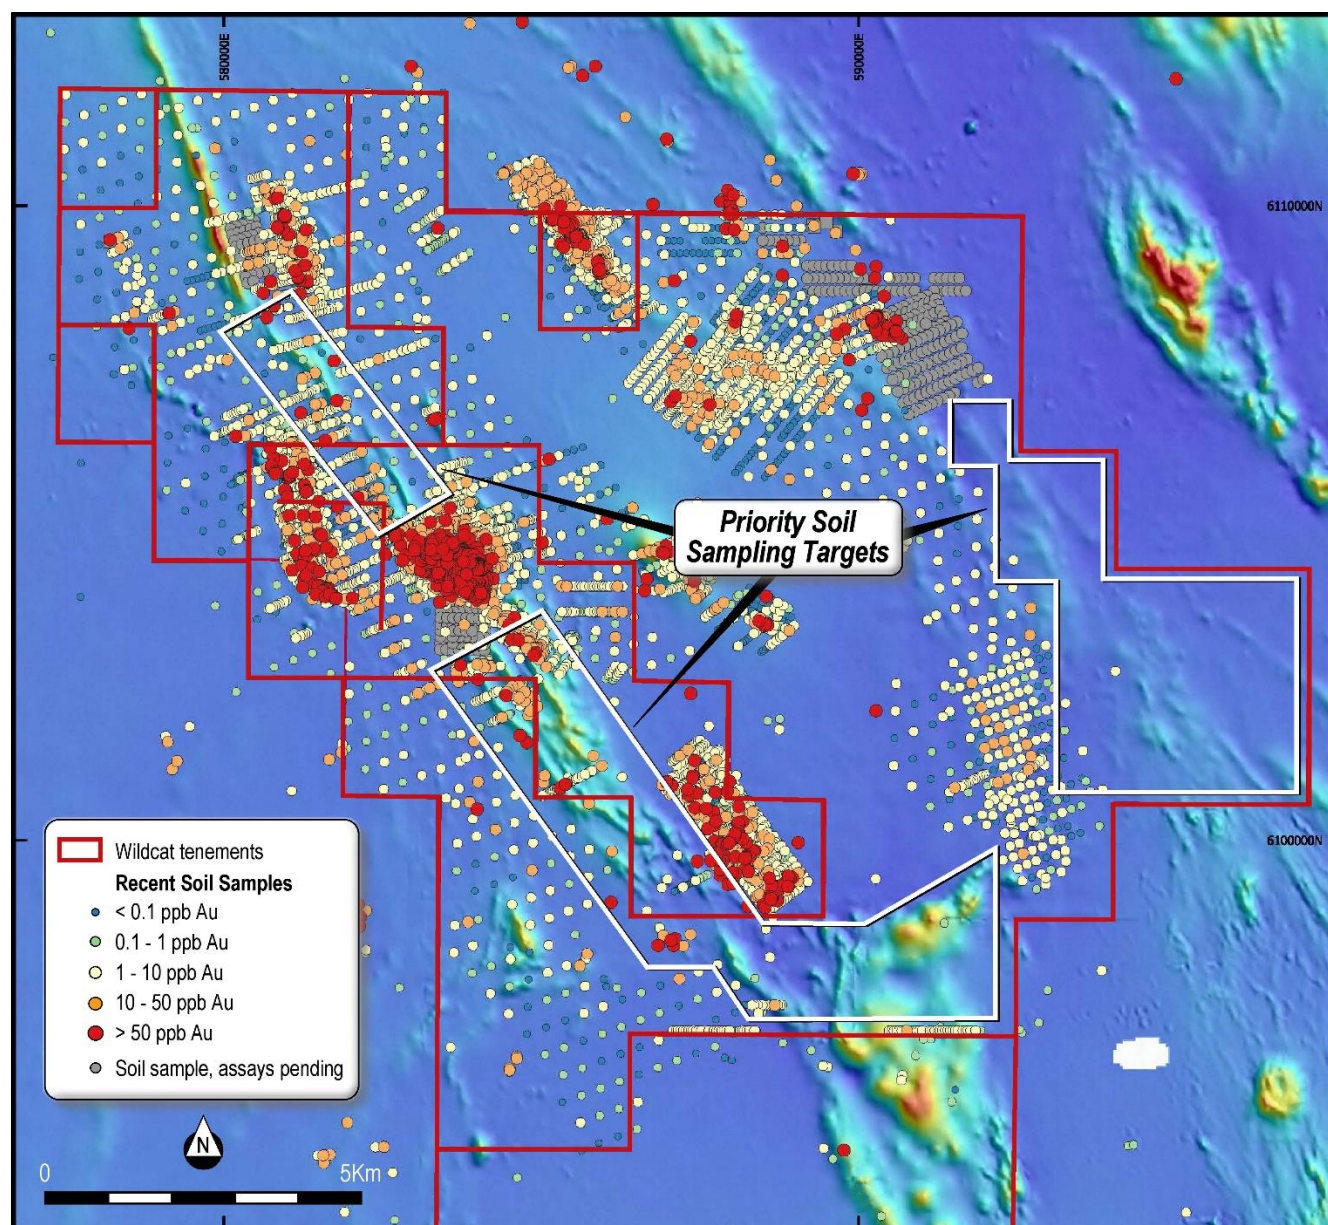 580000E
590000E
6110000N
Priority Soil
Sampling Targets
6100000N
Wildcat tenements
Recent Soil Samples
< 0.1 ppb Au
0.1 - 1 ppb Au
1 - 10 ppb Au
10 - 50 ppb Au
> 50 ppb Au
Soil sample, assays pending
N
0
5Km